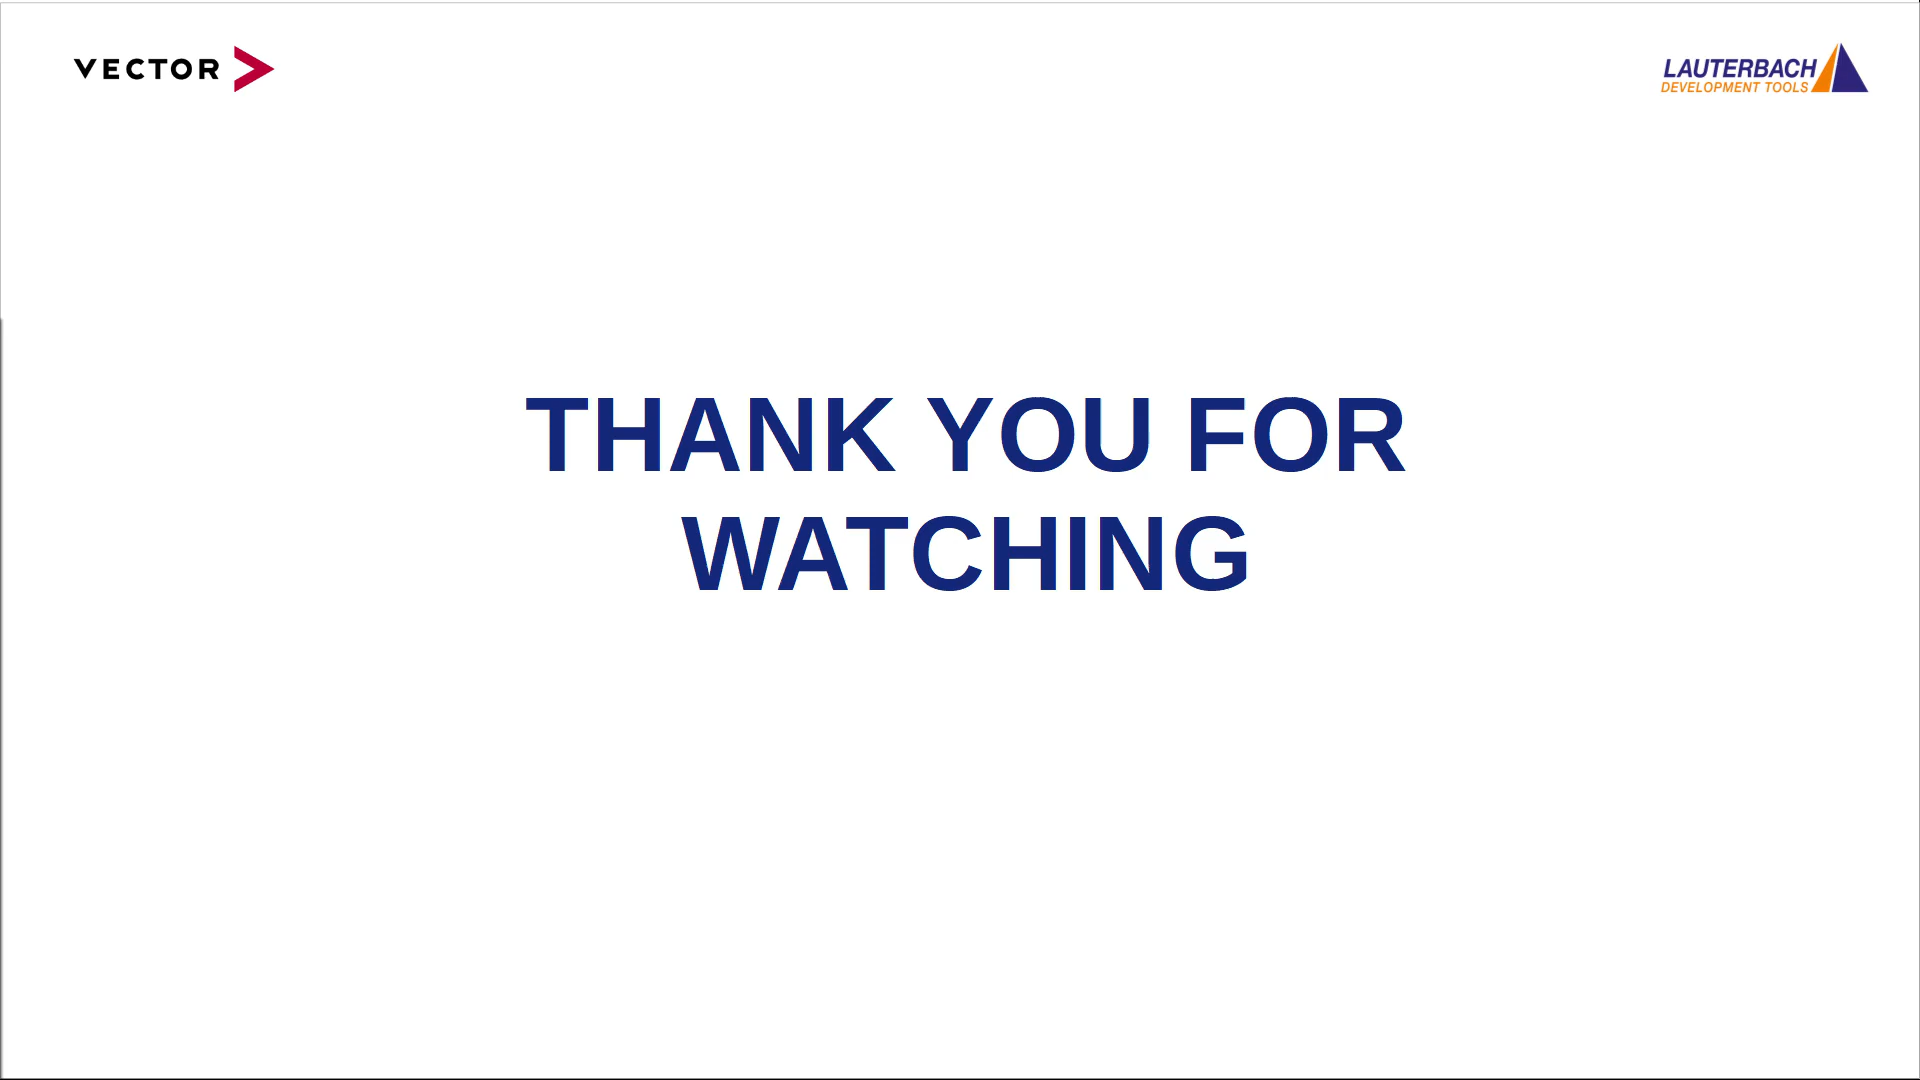 VECTOR
LAUTERBACH
DEVELOPMENT TOOLS
THANK YOU FOR
WATCHING